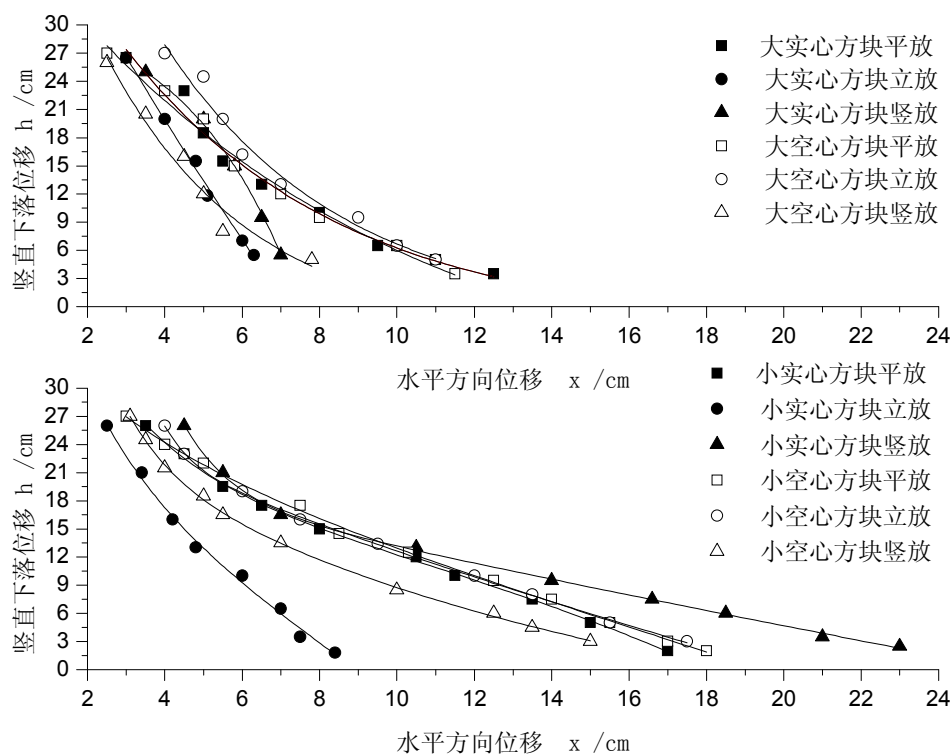 30
27
24
21
18
15
12
9
6
3
0
竖直下落位移 h /cm
2 4 6 8 10 12 14 16 18 20 22 24
水平方向位移 x /cm
大实心方块平放
大实心方块立放
大实心方块竖放
大空心方块平放
大空心方块立放
大空心方块竖放
30
27
24
21
18
15
12
9
6
3
0
竖直下落位移 h /cm
2 4 6 8 10 12 14 16 18 20 22 24
水平方向位移 x /cm
小实心方块平放
小实心方块立放
小实心方块竖放
小空心方块平放
小空心方块立放
小空心方块竖放